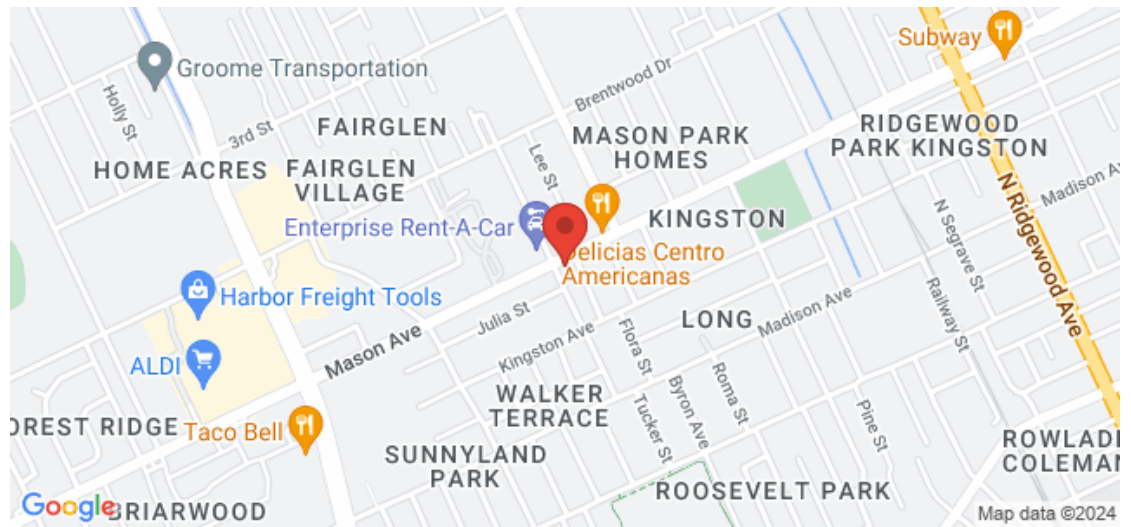 Subway
Groome Transportation
Brentwood Dr
Holly St
3rd St
FAIRGLEN
MASON PARK
HOMES
RIDGEWOOD
PARK KINGSTON
HOME ACRES
FAIRGLEN
VILLAGE
Lee St
Madison Av
N Ridgewood Ave
N Segrave St
Enterprise Rent-A-Car
KINGSTON
Delicias Centro
Americanas
Harbor Freight Tools
Julia St
Mason Ave
Kingston Ave
LONG
Madison Ave
Railway St
Flora St
ALDI
WALKER
TERRACE
Roma St
Byron Ave
Tucker St
Pine St
OREST RIDGE
Taco Bell
SUNNYLAND
PARK
ROWLAD
COLEMAN
ROOSEVELT PARK
Google
BRIARWOOD
Map data ©2024